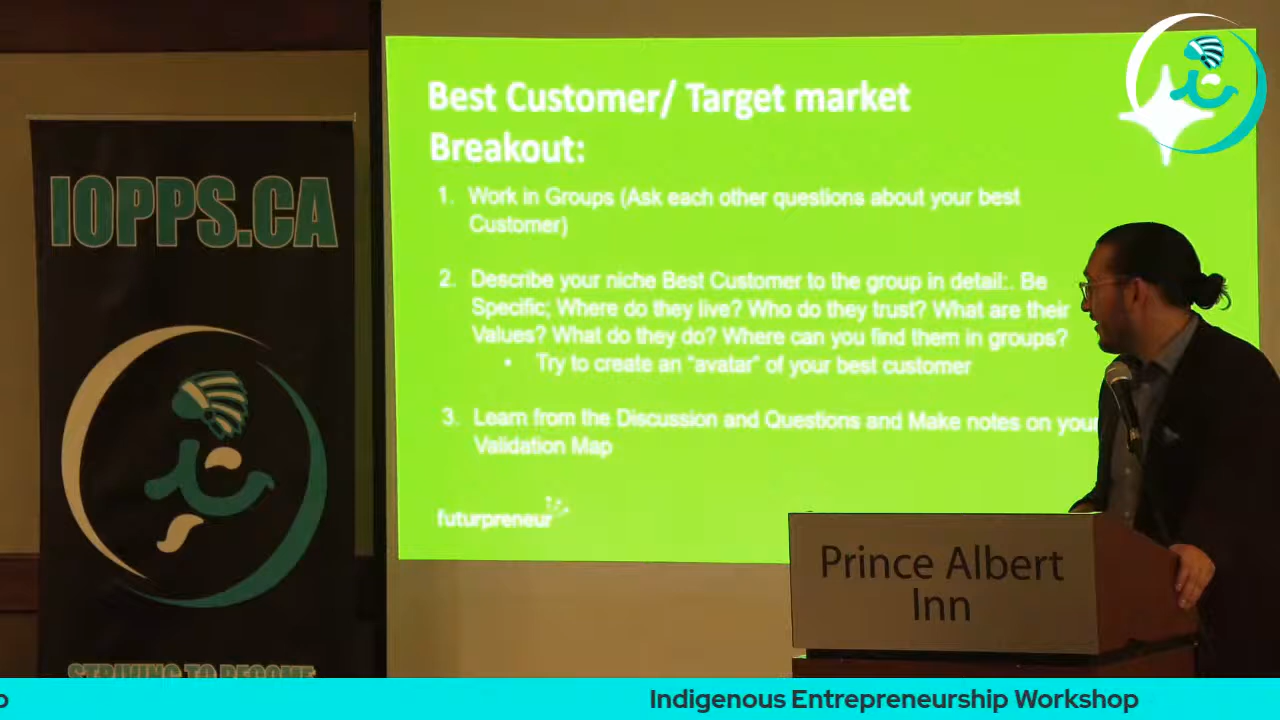 IOPPS.CA
STRIVING TO BECOME
Best Customer/ Target market
Breakout:
1. Work in Groups (Ask each other questions about your best
Customer)
2. Describe your niche Best Customer to the group in detail:. Be
Specific; Where do they live? Who do they trust? What are their
Values? What do they do? Where can you find them in groups?
• Try to create an "avatar" of your best customer
3. Learn from the Discussion and Questions and Make notes on your
Validation Map
futurpreneur
Prince Albert
Inn
Indigenous Entrepreneurship Workshop